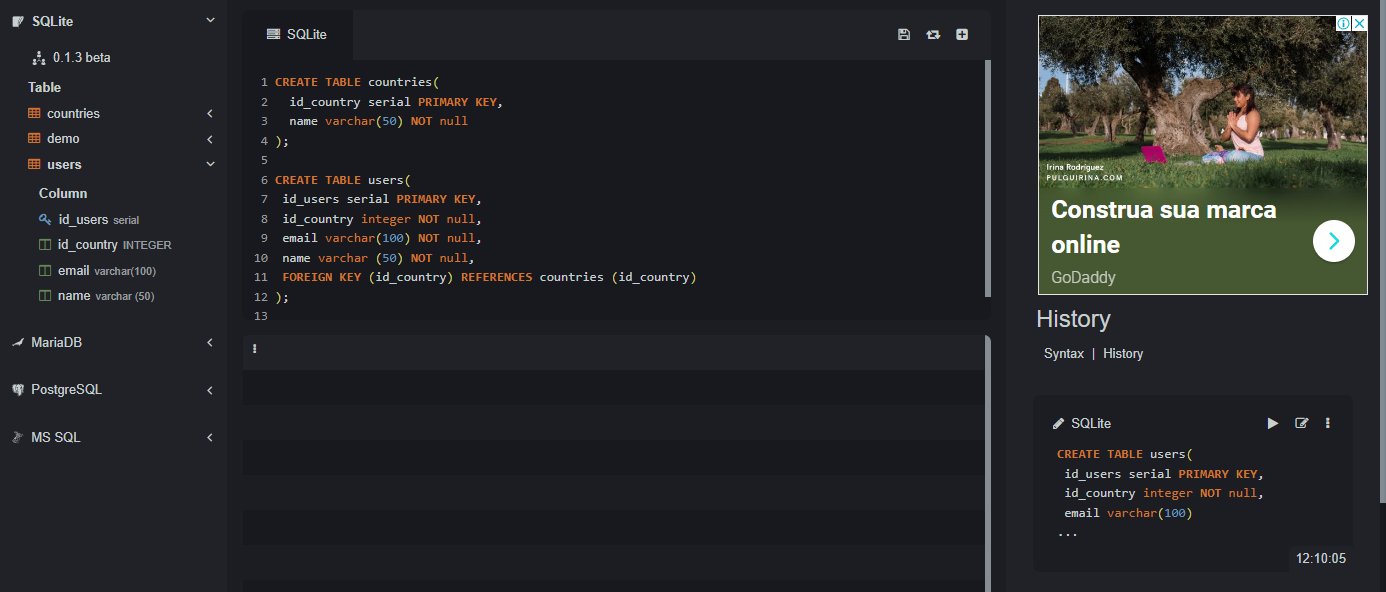 SQLite
0.1.3 beta
Table
countries
demo
users
Column
id_users serial
id_country INTEGER
email varchar(100)
name varchar (50)
MariaDB
PostgreSQL
MS SQL
SQLite
1 CREATE TABLE countries(
2 id_country serial PRIMARY KEY,
3 name varchar(50) NOT null
4 );
5
6 CREATE TABLE users(
7 id_users serial PRIMARY KEY,
8 id_country integer NOT null,
9 email varchar(100) NOT null,
10 name varchar (50) NOT null,
11 FOREIGN KEY (id_country) REFERENCES countries (id_country)
12 );
13
Irina Rodríguez
PULGUIRINA.COM
Construa sua marca
online
GoDaddy
History
Syntax | History
SQLite
CREATE TABLE users(
id_users serial PRIMARY KEY,
id_country integer NOT null,
email varchar(100)
...
12:10:05